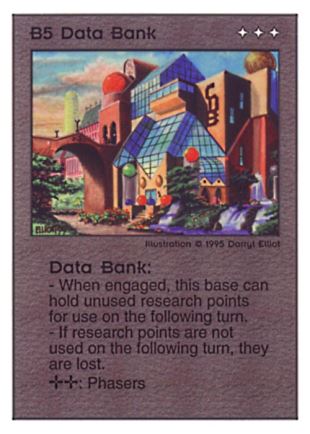 B5 Data Bank
CDB
ELLIOTT
Illustration © 1995 Darryl Elliot
Data Bank:
- When engaged, this base can
hold unused research points
for use on the following turn.
- If research points are not
used on the following turn, they
are lost.
: Phasers